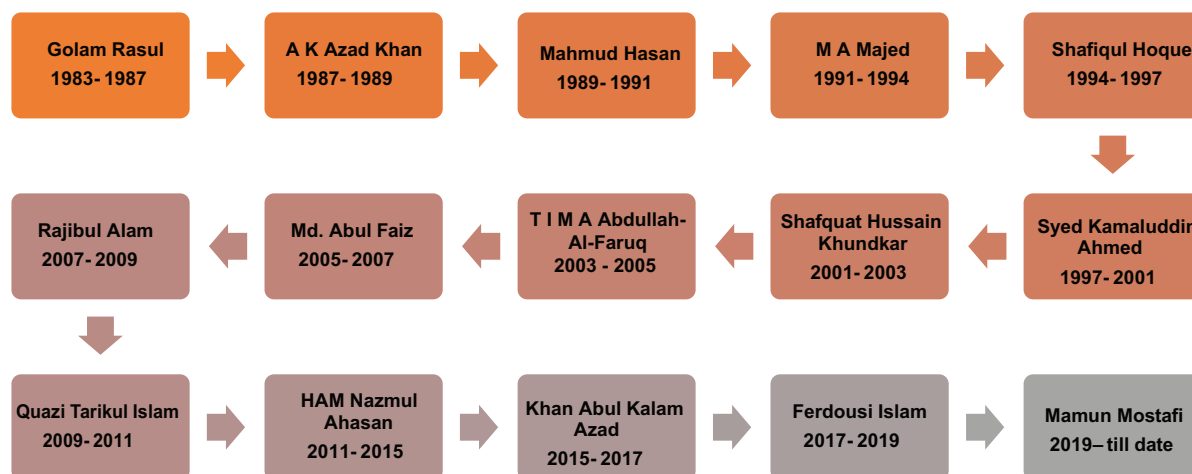 Golam Rasul
1983- 1987
A K Azad Khan
1987- 1989
Mahmud Hasan
1989- 1991
M A Majed
1991- 1994
Shafiqul Hoque
1994- 1997
Syed Kamaluddin
Ahmed
1997- 2001
Shafquat Hussain
Khundkar
2001- 2003
T I M A Abdullah-
Al-Faruq
2003 - 2005
Md. Abul Faiz
2005- 2007
Rajibul Alam
2007- 2009
Quazi Tarikul Islam
2009- 2011
HAM Nazmul
Ahasan
2011- 2015
Khan Abul Kalam
Azad
2015- 2017
Ferdousi Islam
2017- 2019
Mamun Mostafi
2019– till date